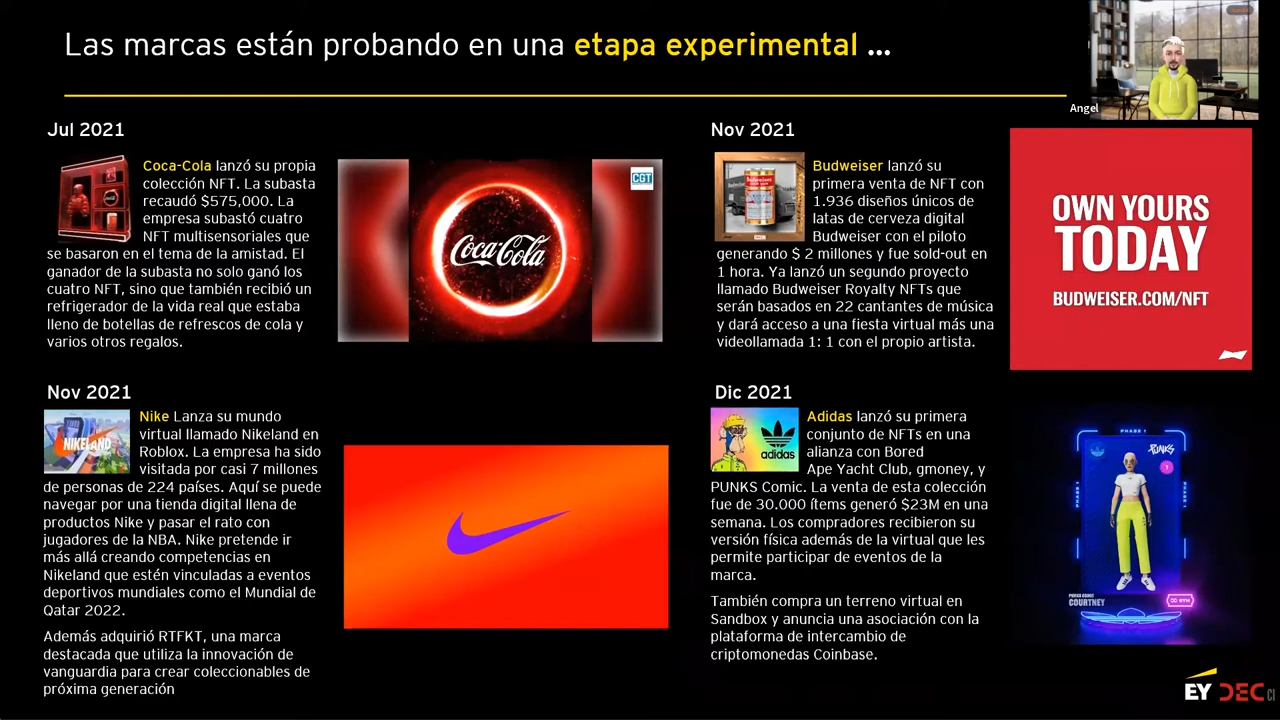 Las marcas están probando en una etapa experimental ...
Angel
Jul 2021
Coca-Cola lanzó su propia
colección NFT. La subasta
recaudó $575,000. La
empresa subastó cuatro
NFT multisensoriales que
se basaron en el tema de la amistad. El
ganador de la subasta no solo ganó los
cuatro NFT, sino que también recibió un
refrigerador de la vida real que estaba
lleno de botellas de refrescos de cola y
varios otros regalos.
Coca-Cola
CGT
Nov 2021
Budweiser lanzó su
primera venta de NFT con
1.936 diseños únicos de
latas de cerveza digital
Budweiser con el piloto
generando $ 2 millones y fue sold-out en
1 hora. Ya lanzó un segundo proyecto
llamado Budweiser Royalty NFTs que
serán basados en 22 cantantes de música
y dará acceso a una fiesta virtual más una
videollamada 1: 1 con el propio artista.
Budweiser
OWN YOURS
TODAY
BUDWEISER.COM/NFT
Nov 2021
NIKELAND
Nike Lanza su mundo
virtual llamado Nikeland en
Roblox. La empresa ha sido
visitada por casi 7 millones
de personas de 224 países. Aquí se puede
navegar por una tienda digital llena de
productos Nike y pasar el rato con
jugadores de la NBA. Nike pretende ir
más allá creando competencias en
Nikeland que estén vinculadas a eventos
deportivos mundiales como el Mundial de
Qatar 2022.
Además adquirió RTFKT, una marca
destacada que utiliza la innovación de
vanguardia para crear coleccionables de
próxima generación
Dic 2021
adidas
Adidas lanzó su primera
conjunto de NFTs en una
alianza con Bored
Ape Yacht Club, gmoney, y
PUNKS Comic. La venta de esta colección
fue de 30.000 ítems generó $23M en una
semana. Los compradores recibieron su
versión física además de la virtual que les
permite participar de eventos de la
marca.
También compra un terreno virtual en
Sandbox y anuncia una asociación con la
plataforma de intercambio de
criptomonedas Coinbase.
PHASE 1
PUNKS
1
PHASE 1
PHASE 1
COURTNEY
EY DEC